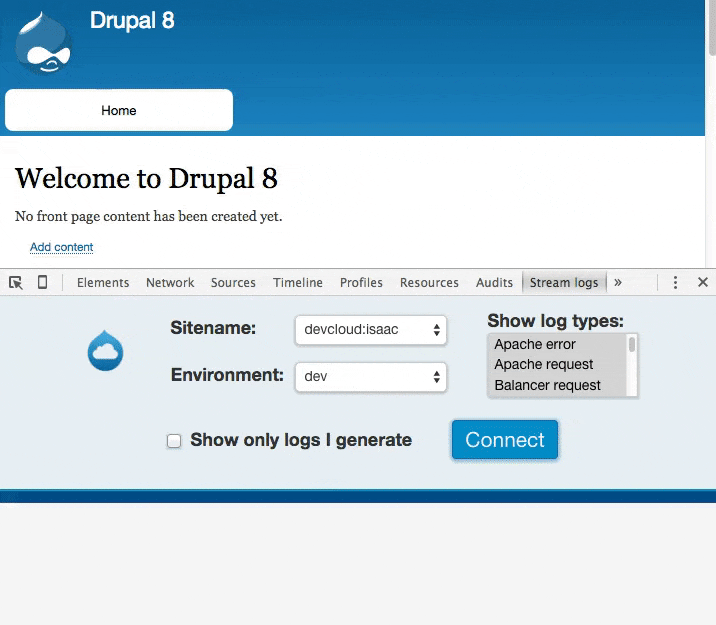 Drupal 8
Home
Welcome to Drupal 8
No front page content has been created yet.
Add content
Elements Network Sources Timeline Profiles Resources Audits Stream logs »
Sitename: devcloud:isaac
Environment: dev
Show log types:
Apache error
Apache request
Balancer request
Show only logs I generate
Connect